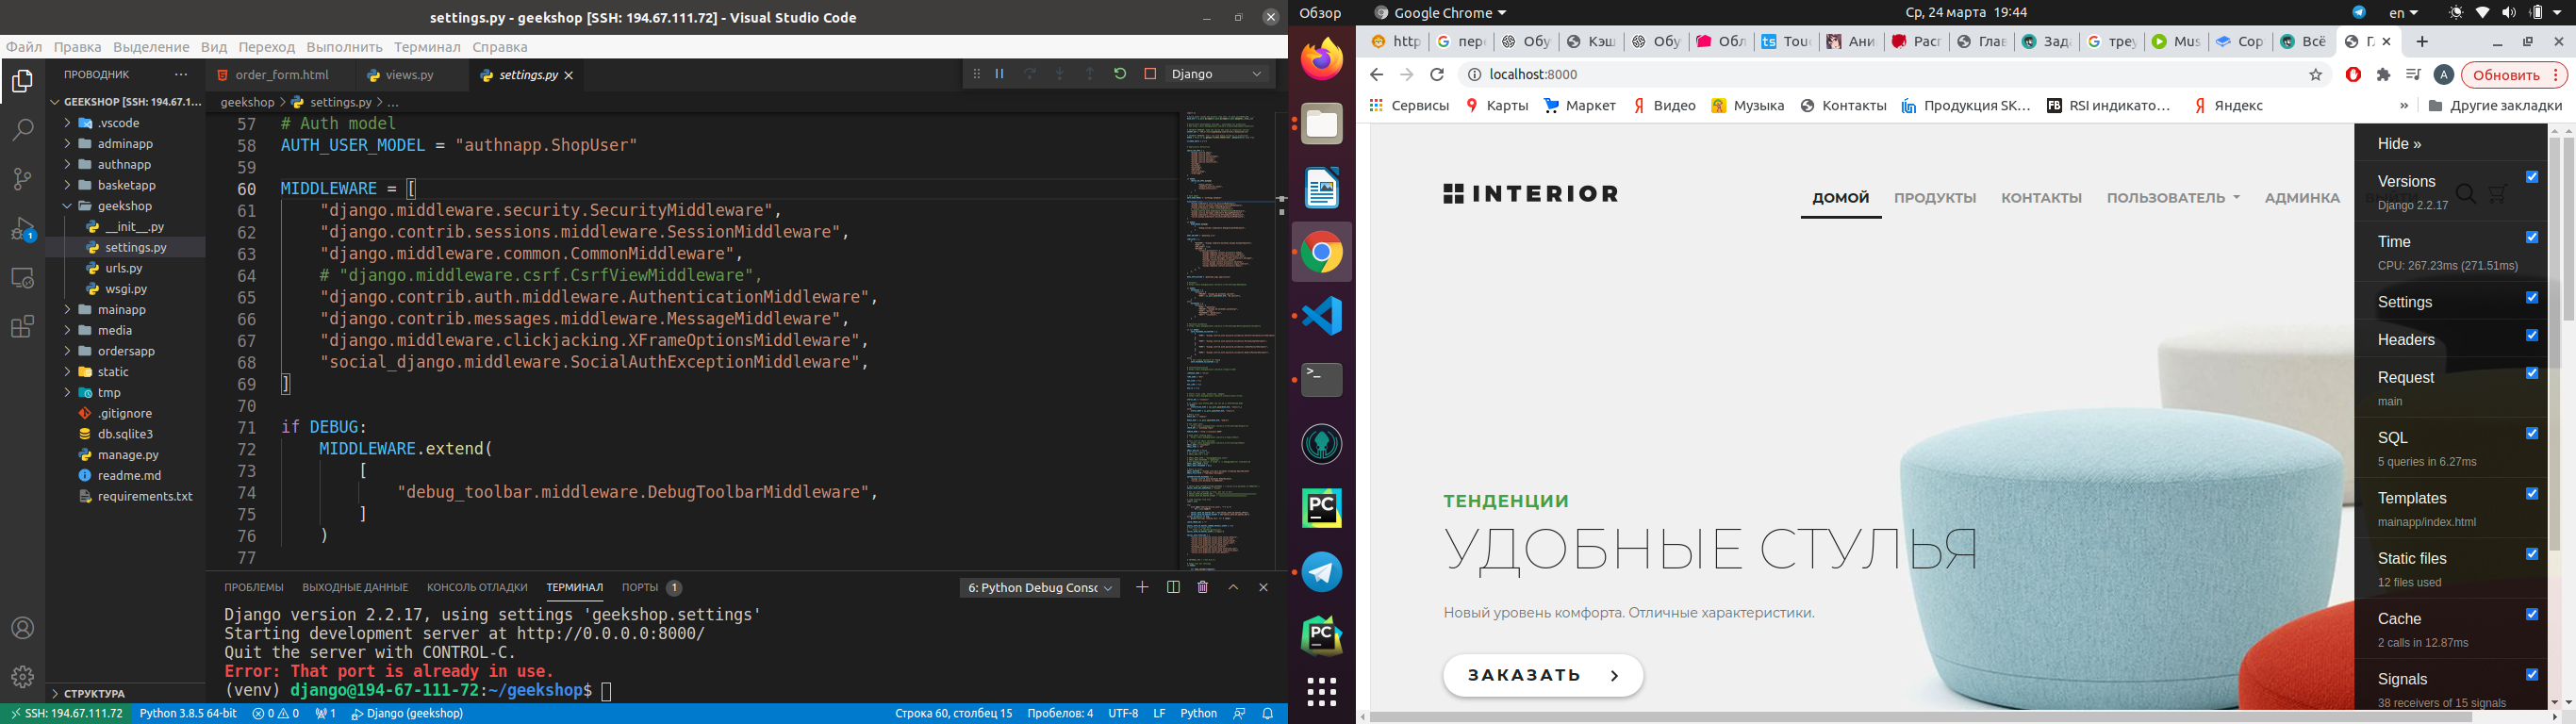 settings.py - geekshop [SSH: 194.67.111.72] - Visual Studio Code
Файл Правка Выделение Вид Переход Выполнить Терминал Справка
ПРОВОДНИК
GEEKSHOP [SSH: 194.67.1...
.vscode
adminapp
authnapp
basketapp
geekshop
__init__.py
settings.py
urls.py
wsgi.py
mainapp
media
ordersapp
static
tmp
.gitignore
db.sqlite3
manage.py
readme.md
requirements.txt
СТРУКТУРА
order_form.html views.py settings.py
Django
geekshop > settings.py > ...
57 # Auth model
58 AUTH_USER_MODEL = "authnapp.ShopUser"
59
60 MIDDLEWARE = [
61 "django.middleware.security.SecurityMiddleware",
62 "django.contrib.sessions.middleware.SessionMiddleware",
63 "django.middleware.common.CommonMiddleware",
64 # "django.middleware.csrf.CsrfViewMiddleware",
65 "django.contrib.auth.middleware.AuthenticationMiddleware",
66 "django.contrib.messages.middleware.MessageMiddleware",
67 "django.middleware.clickjacking.XFrameOptionsMiddleware",
68 "social_django.middleware.SocialAuthExceptionMiddleware",
69 ]
70
71 if DEBUG:
72 MIDDLEWARE.extend(
73 [
74 "debug_toolbar.middleware.DebugToolbarMiddleware",
75 ]
76 )
77
ПРОБЛЕМЫ ВЫХОДНЫЕ ДАННЫЕ КОНСОЛЬ ОТЛАДКИ ТЕРМИНАЛ ПОРТЫ 1
6: Python Debug Consc
Django version 2.2.17, using settings 'geekshop.settings'
Starting development server at http://0.0.0.0:8000/
Quit the server with CONTROL-C.
Error: That port is already in use.
(venv) django@194-67-111-72:~/geekshop$
SSH: 194.67.111.72 Python 3.8.5 64-bit 0 0 1 Django (geekshop)
Строка 60, столбец 15 Пробелов: 4 UTF-8 LF Python
Обзор Google Chrome Ср, 24 марта 19:44 en
http пере Обу Кэш Обу Обл Touc Ани Расп Глав Зада треу Mus Сор Всё Гл
localhost:8000
Обновить
Сервисы Карты Маркет Видео Музыка Контакты Продукция SK... RSI индикато... Яндекс » Другие закладки
INTERIOR
ДОМОЙ ПРОДУКТЫ КОНТАКТЫ ПОЛЬЗОВАТЕЛЬ АДМИНКА
ТЕНДЕНЦИИ
УДОБНЫЕ СТУЛЬЯ
Новый уровень комфорта. Отличные характеристики.
ЗАКАЗАТЬ
Hide »
Versions
Django 2.2.17
Time
CPU: 267.23ms (271.51ms)
Settings
Headers
Request
main
SQL
5 queries in 6.27ms
Templates
mainapp/index.html
Static files
12 files used
Cache
2 calls in 12.87ms
Signals
38 receivers of 15 signals